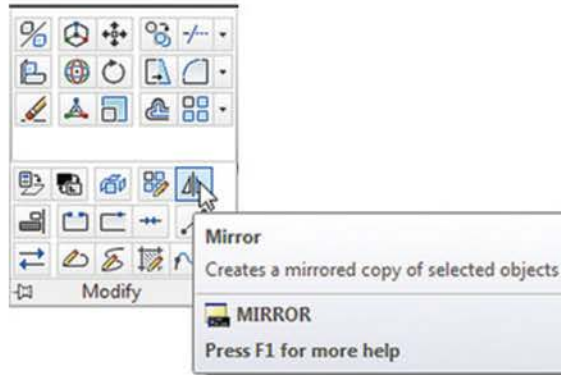 Modify
Mirror
Creates a mirrored copy of selected objects
MIRROR
Press F1 for more help